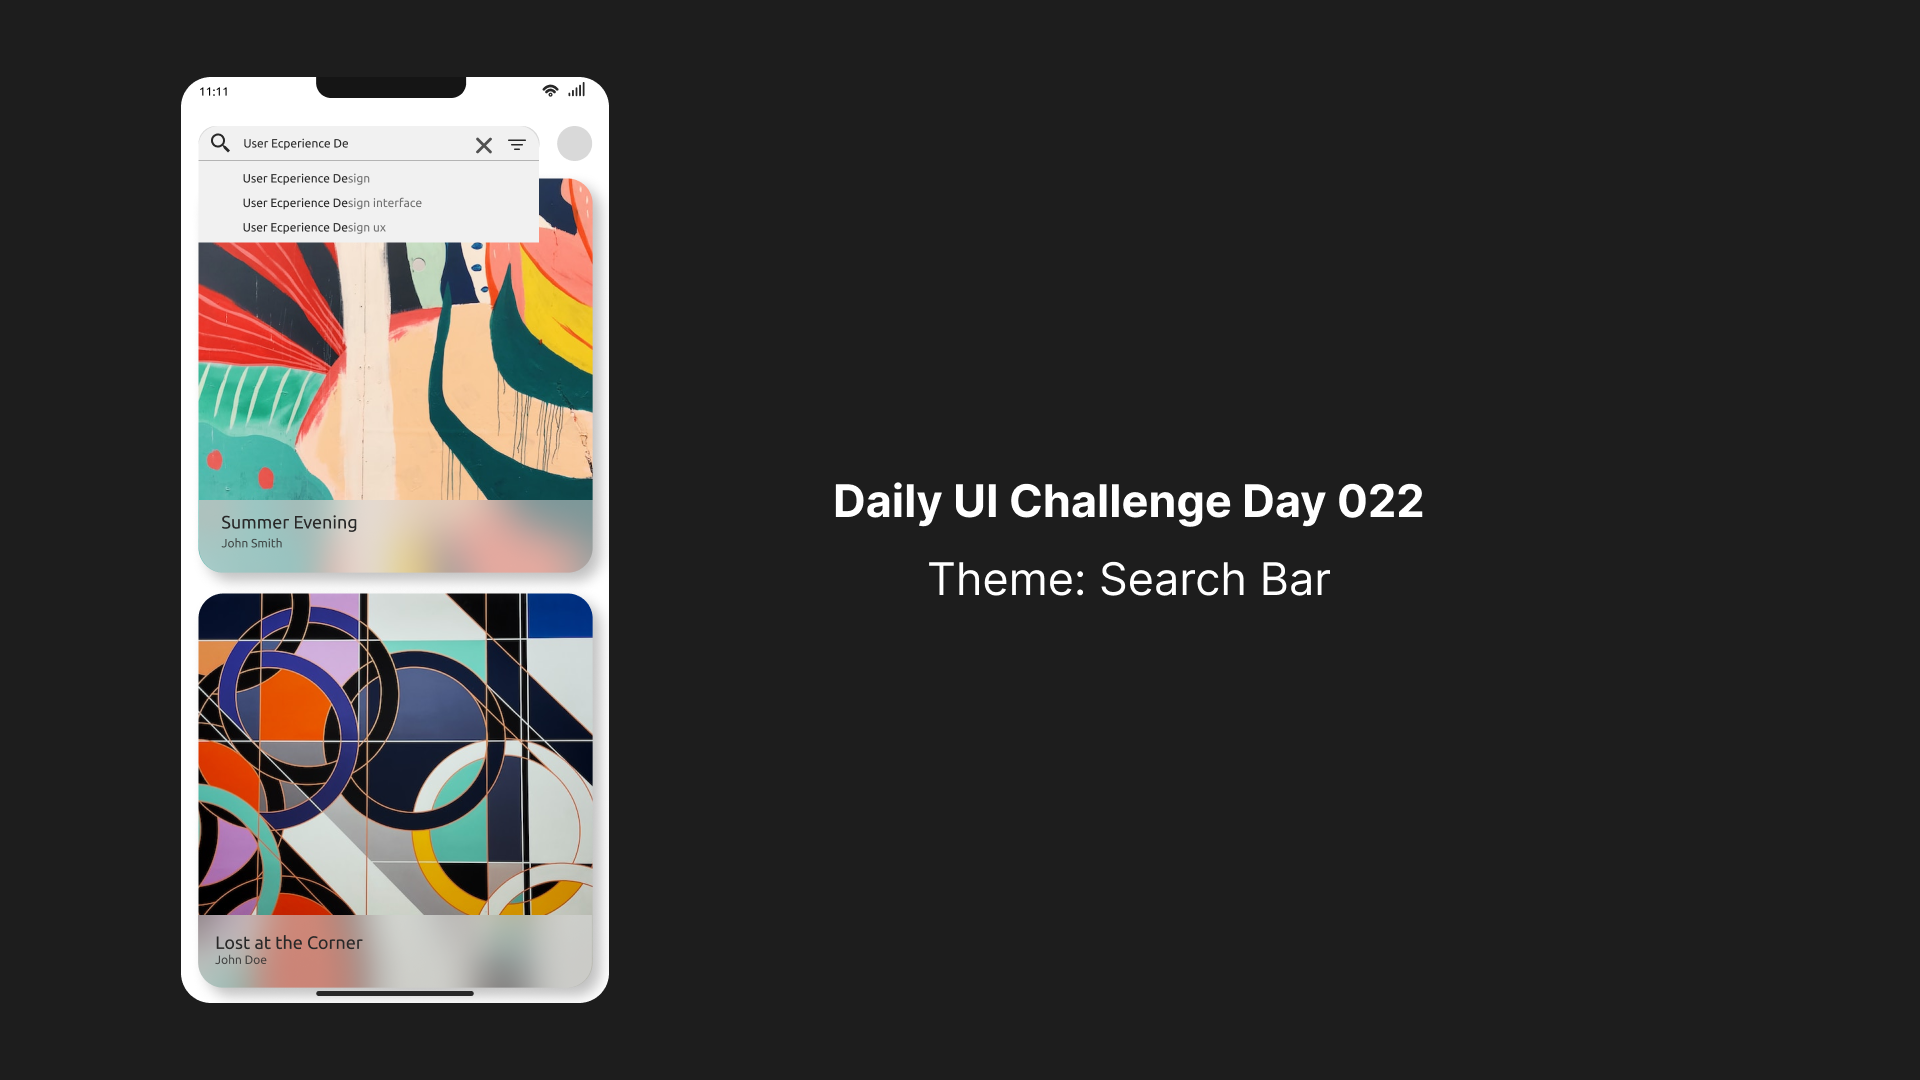 11:11
User Ecperience De
User Ecperience Design
User Ecperience Design interface
User Ecperience Design ux
Summer Evening
John Smith
Lost at the Corner
John Doe
Daily UI Challenge Day 022
Theme: Search Bar